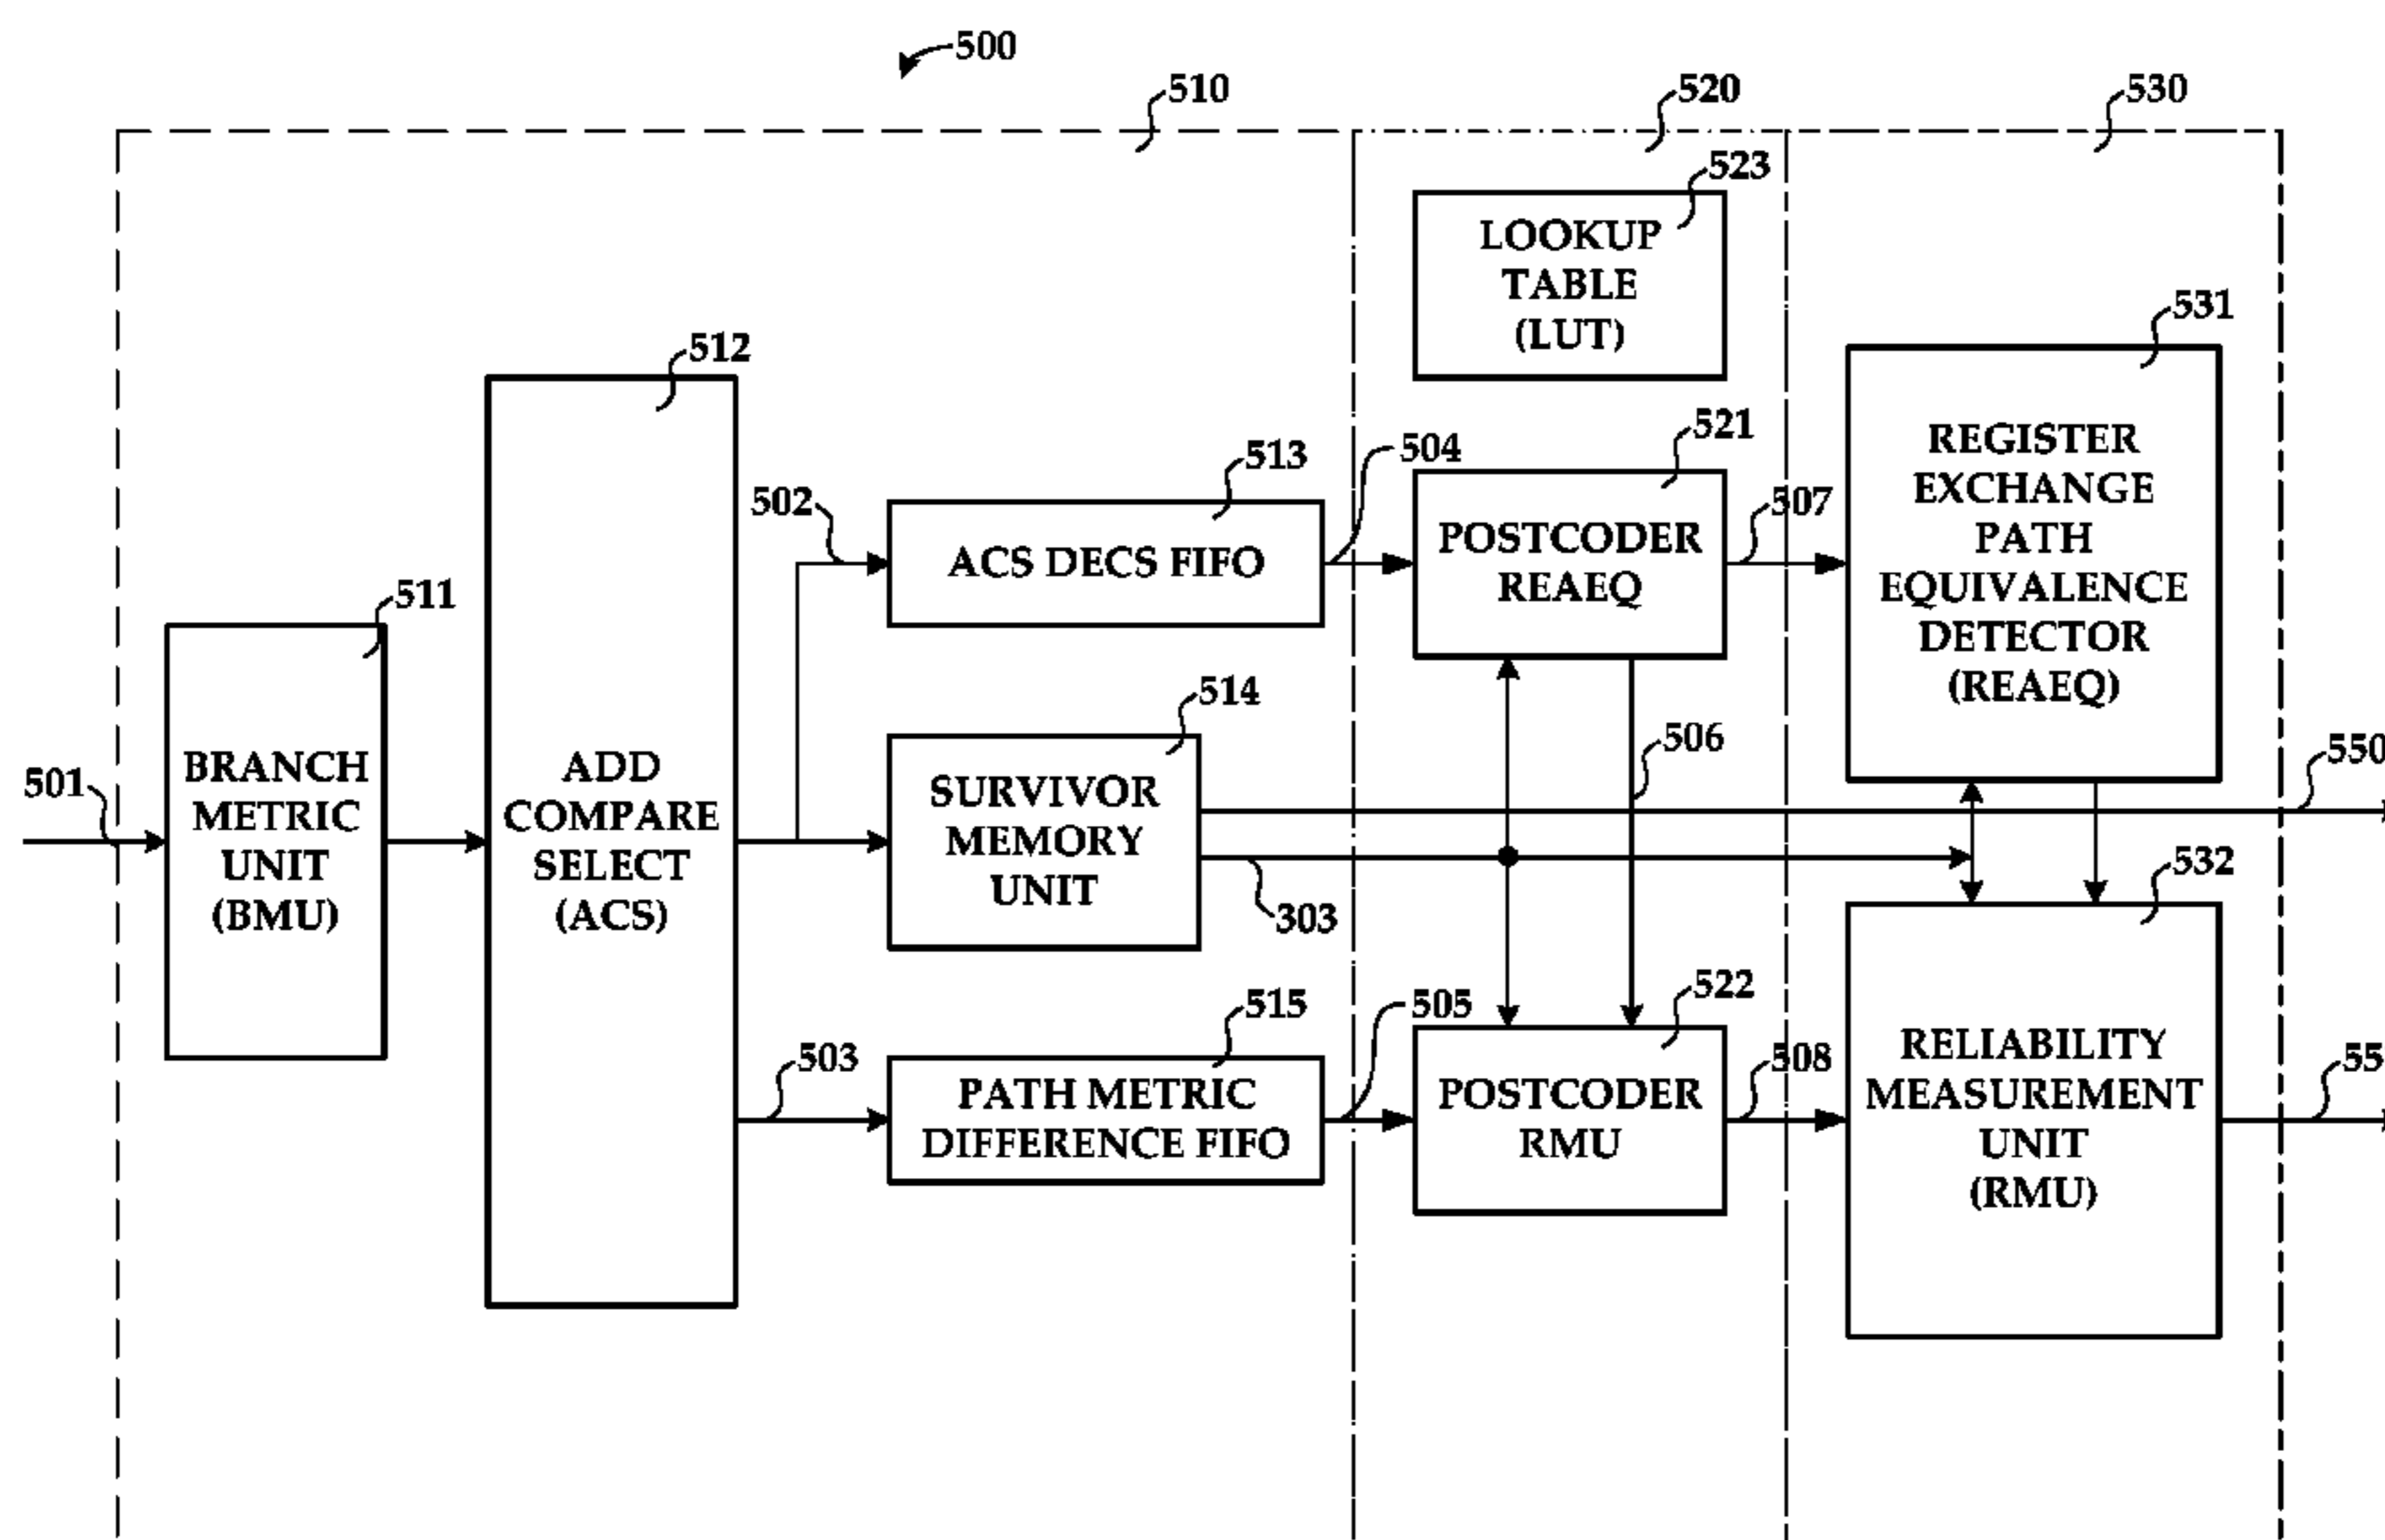 500
510
520
530
523
LOOKUP
TABLE
(LUT)
531
REGISTER
EXCHANGE
PATH
EQUIVALENCE
DETECTOR
(REAEQ)
512
ADD
COMPARE
SELECT
(ACS)
502
513
ACS DECS FIFO
504
521
POSTCODER
REAEQ
507
511
BRANCH
METRIC
UNIT
(BMU)
501
514
SURVIVOR
MEMORY
UNIT
506
550
303
532
RELIABILITY
MEASUREMENT
UNIT
(RMU)
503
515
PATH METRIC
DIFFERENCE FIFO
505
522
POSTCODER
RMU
508
55